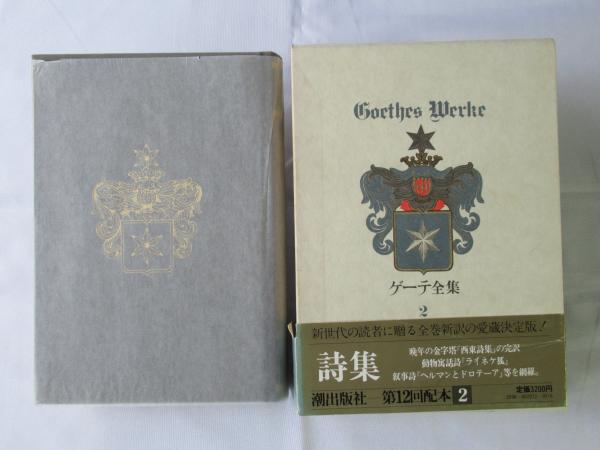 Goethes Werke
ゲーテ全集
2
新世代の読者に贈る全巻新訳の愛蔵決定版!
詩集
晩年の金字塔「西東詩集」の完訳
動物寓話詩「ライネケ狐」
叙事詩「ヘルマンとドロテーア」等を網羅。
潮出版社 第12回配本 2
定価3200円